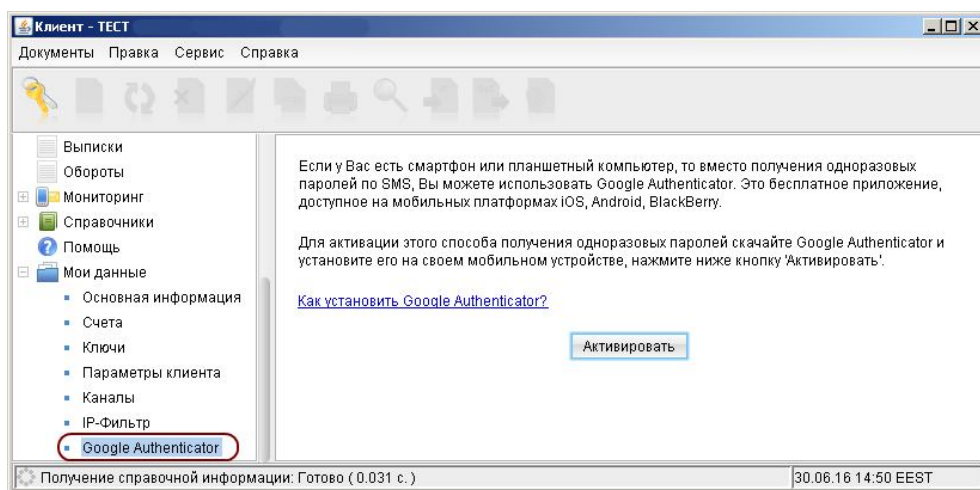 Клиент - ТЕСТ
Документы Правка Сервис Справка
Выписки
Обороты
Мониторинг
Справочники
Помощь
Мои данные
Основная информация
Счета
Ключи
Параметры клиента
Каналы
IP-Фильтр
Google Authenticator
Если у Вас есть смартфон или планшетный компьютер, то вместо получения одноразовых
паролей по SMS, Вы можете использовать Google Authenticator. Это бесплатное приложение,
доступное на мобильных платформах iOS, Android, BlackBerry.
Для активации этого способа получения одноразовых паролей скачайте Google Authenticator и
установите его на своем мобильном устройстве, нажмите ниже кнопку 'Активировать'.
Как установить Google Authenticator?
Активировать
Получение справочной информации: Готово ( 0.031 с. )
30.06.16 14:50 EEST